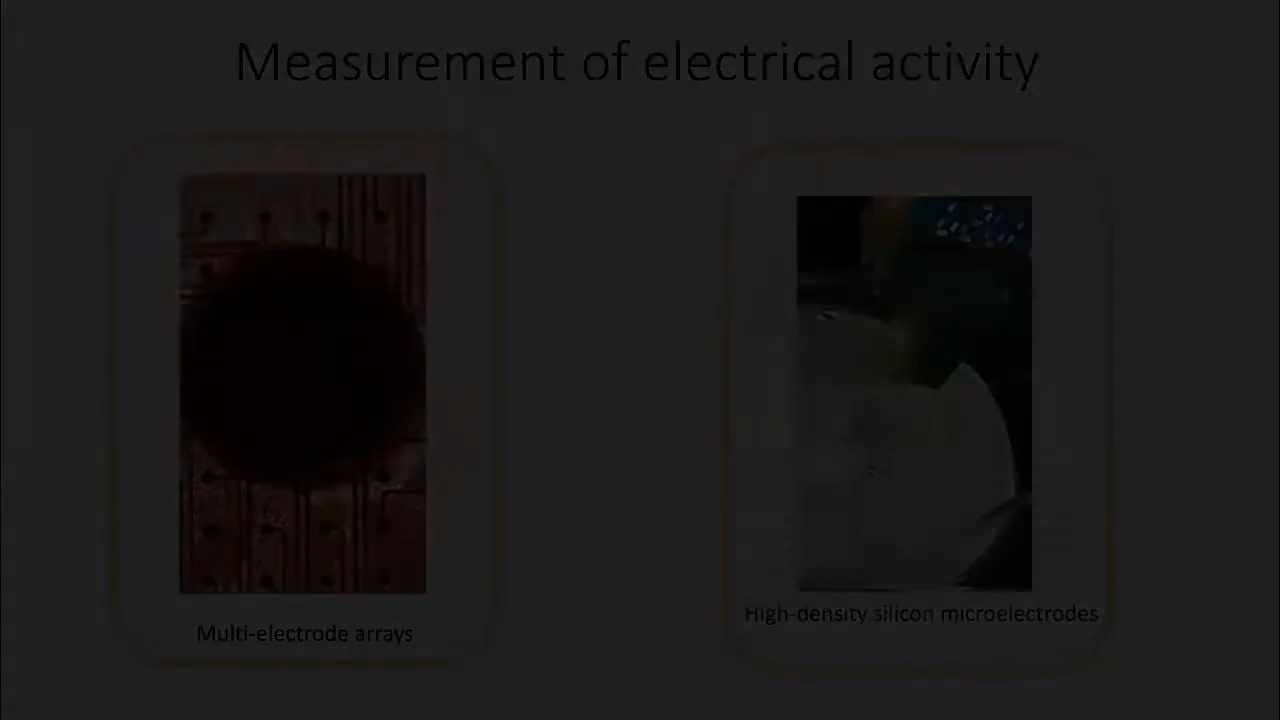 Measurement of electrical activity
Multi-electrode arrays
High-density silicon microelectrodes